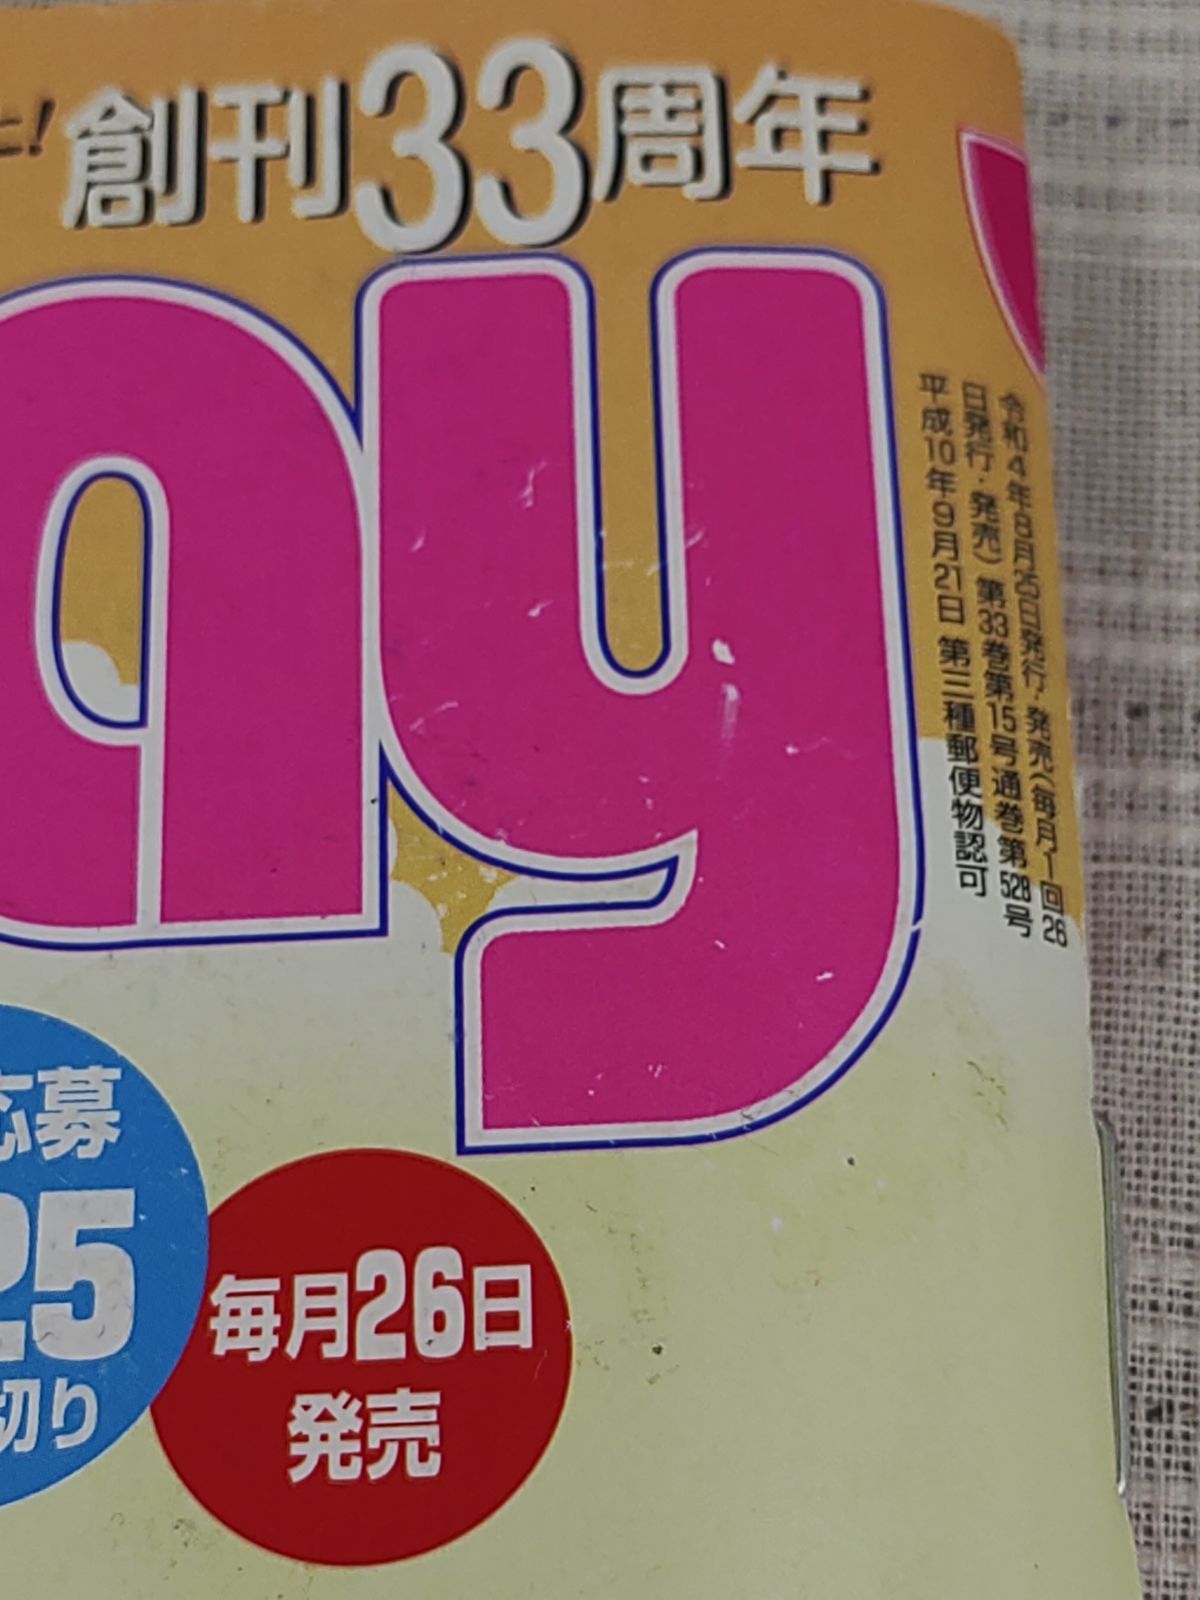 !創刊33周年
ny
令和4年8月25日発行・発売(毎月1回26
日発行・発売)第33巻第15号通巻第528号
平成10年9月21日 第三種郵便物認可
応募
25
切り
毎月26日
発売